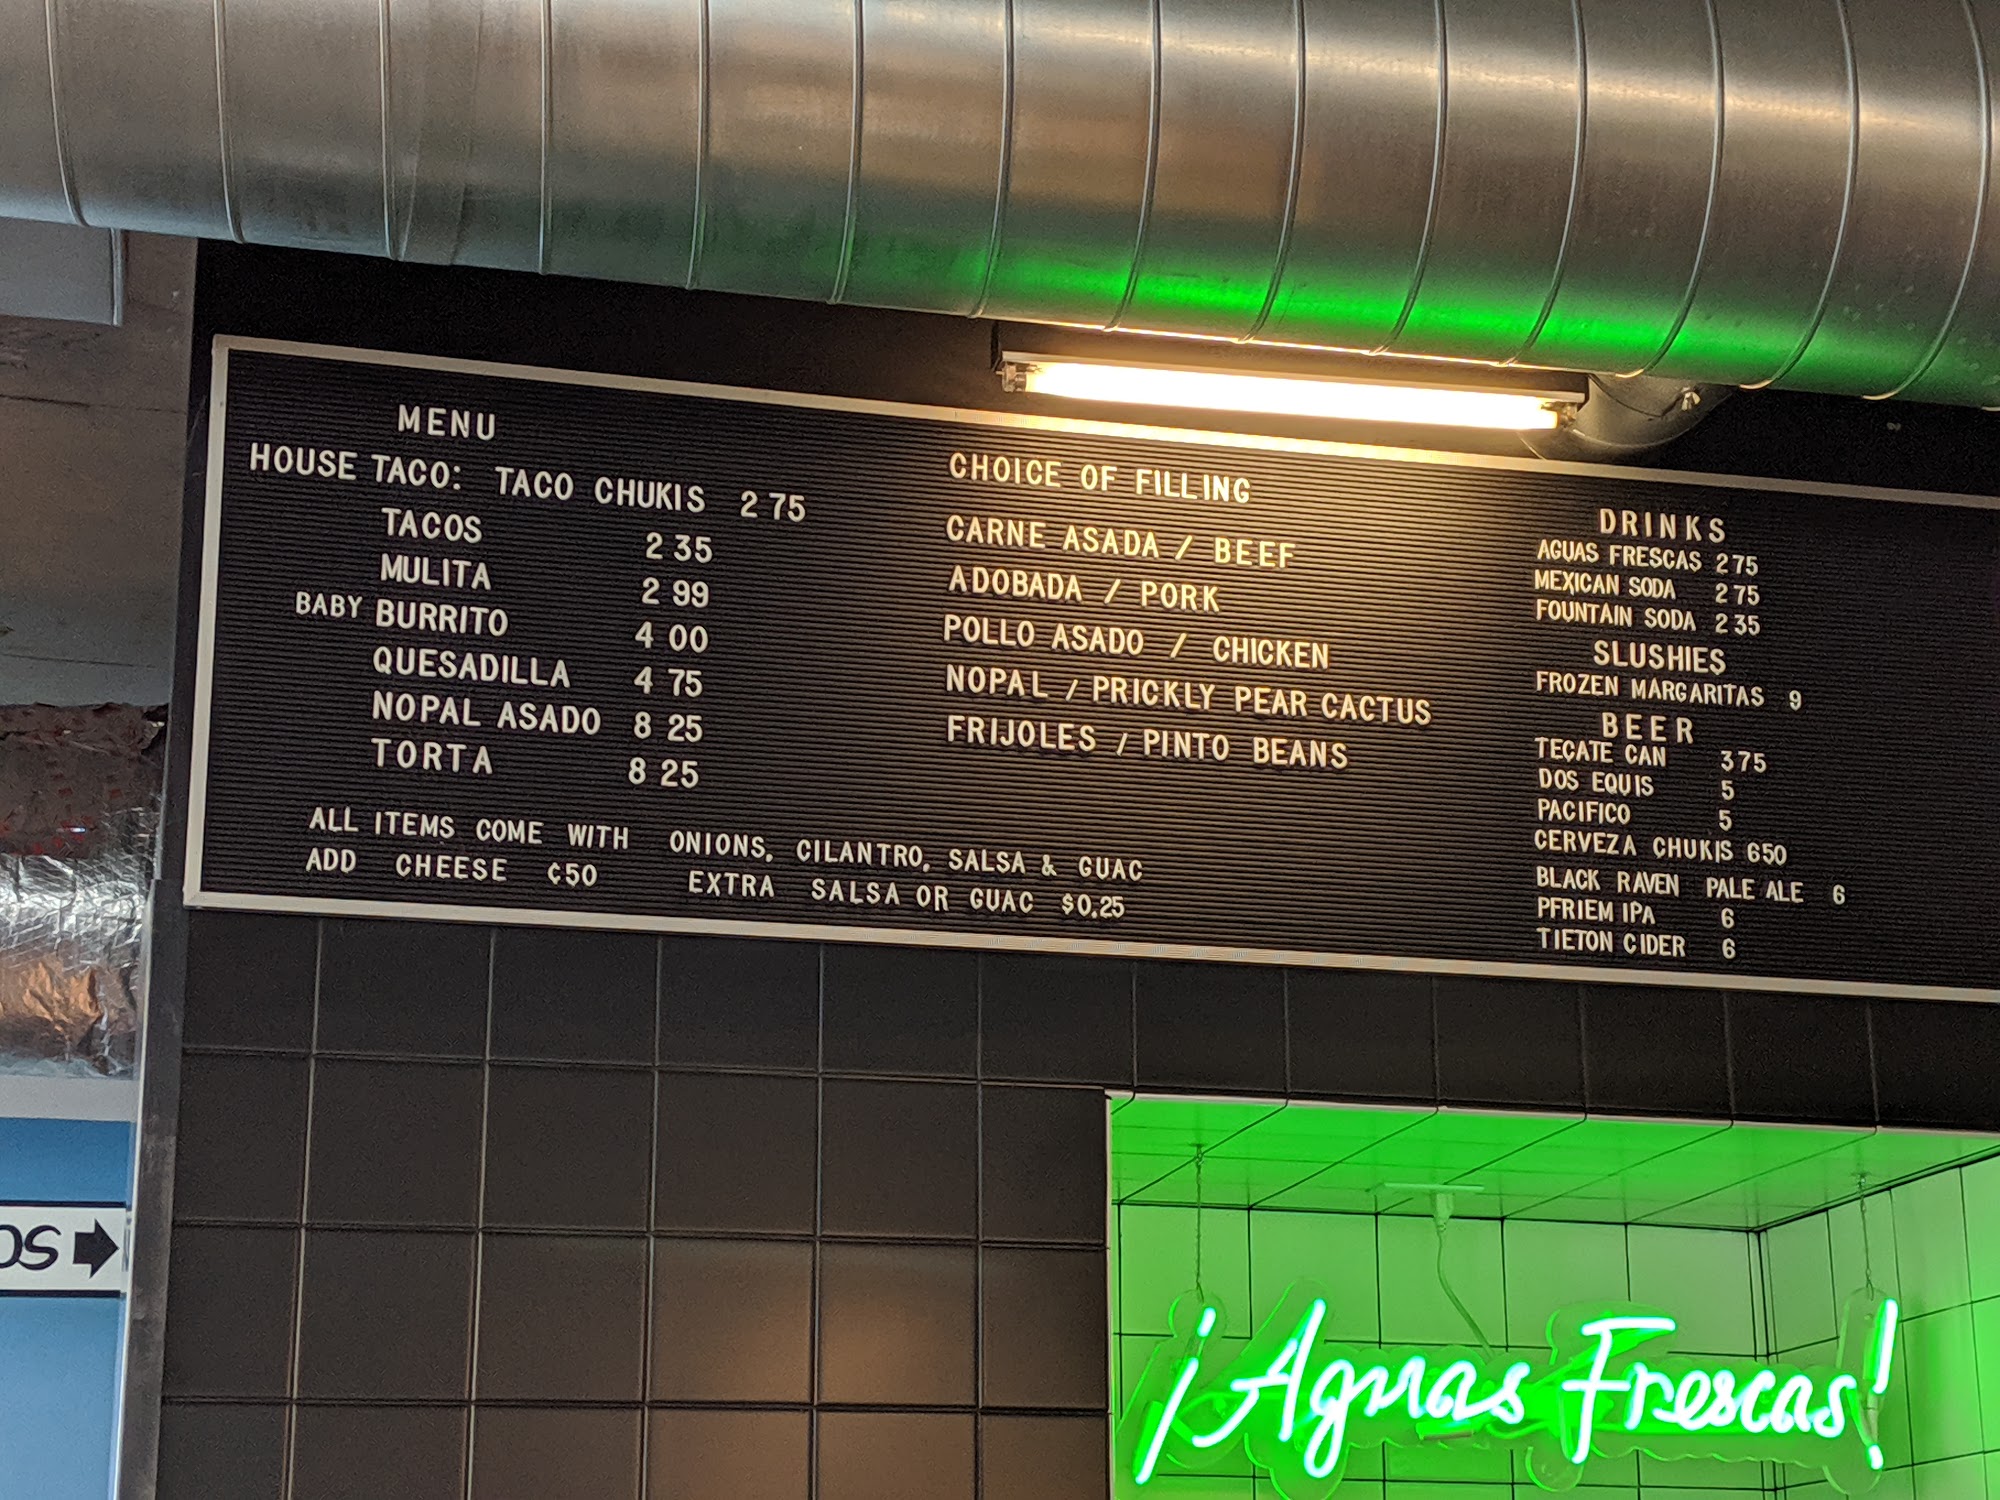 MENU
HOUSE TACO: TACO CHUKIS 2 75
TACOS 2 35
MULITA 2 99
BABY BURRITO 4 00
QUESADILLA 4 75
NOPAL ASADO 8 25
TORTA 8 25
ALL ITEMS COME WITH ONIONS, CILANTRO, SALSA & GUAC
ADD CHEESE ¢50 EXTRA SALSA OR GUAC $0.25
CHOICE OF FILLING
CARNE ASADA / BEEF
ADOBADA / PORK
POLLO ASADO / CHICKEN
NOPAL / PRICKLY PEAR CACTUS
FRIJOLES / PINTO BEANS
DRINKS
AGUAS FRESCAS 2 75
MEXICAN SODA 2 75
FOUNTAIN SODA 2 35
SLUSHIES
FROZEN MARGARITAS 9
BEER
TECATE CAN 3 75
DOS EQUIS 5
PACIFICO 5
CERVEZA CHUKIS 650
BLACK RAVEN PALE ALE 6
PFRIEM IPA 6
TIETON CIDER 6
OS →
¡Aguas Frescas!